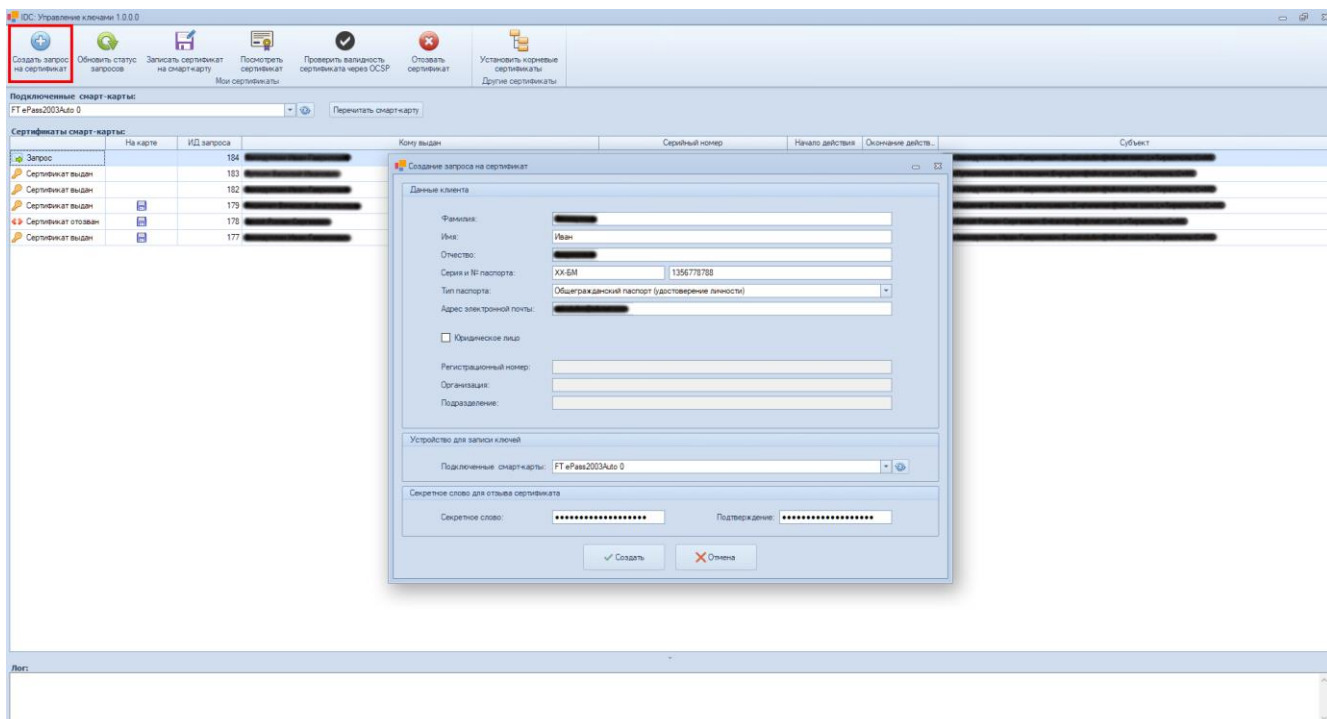 IDC: Управление ключами 1.0.0.0
Создать запрос на сертификат
Обновить статус запросов
Записать сертификат на смарт-карту
Посмотреть сертификат
Проверить валидность сертификата через OCSP
Отозвать сертификат
Установить корневые сертификаты
Мои сертификаты
Другие сертификаты
Подключенные смарт-карты:
FT ePass2003Auto 0
Перечитать смарт-карту
Сертификаты смарт-карты:
На карте ИД запроса Кому выдан Серийный номер Начало действия Окончание действ... Субъект
Запрос 184
Сертификат выдан 183
Сертификат выдан 182
Сертификат выдан 179
Сертификат отозван 178
Сертификат выдан 177
Создание запроса на сертификат
Данные клиента
Фамилия:
Имя: Иван
Отчество:
Серия и № паспорта: XX-БМ 1356778788
Тип паспорта: Общегражданский паспорт (удостоверение личности)
Адрес электронной почты:
Юридическое лицо
Регистрационный номер:
Организация:
Подразделение:
Устройство для записи ключей
Подключенные смарт-карты: FT ePass2003Auto 0
Секретное слово для отзыва сертификата
Секретное слово: Подтверждение:
Создать Отмена
Лог: